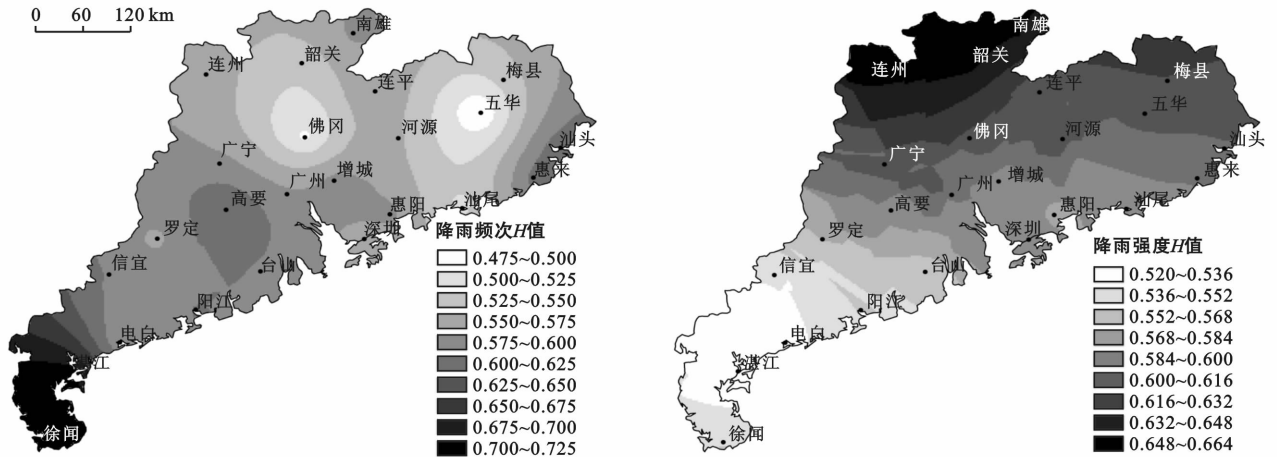 0 60 120 km
南雄
韶关
连州
连平
梅县
五华
佛冈
河源
广宁
汕头
增城
惠来
广州
高要
汕尾
惠阳
罗定
深圳
信宜
台山
阳江
电白
湛江
徐闻
降雨频次H值
0.475~0.500
0.500~0.525
0.525~0.550
0.550~0.575
0.575~0.600
0.600~0.625
0.625~0.650
0.650~0.675
0.675~0.700
0.700~0.725
南雄
韶关
连州
梅县
连平
五华
佛冈
河源
汕头
广宁
惠来
增城
广州
汕尾
高要
惠阳
深圳
罗定
信宜
台山
阳江
电白
湛江
徐闻
降雨强度H值
0.520~0.536
0.536~0.552
0.552~0.568
0.568~0.584
0.584~0.600
0.600~0.616
0.616~0.632
0.632~0.648
0.648~0.664